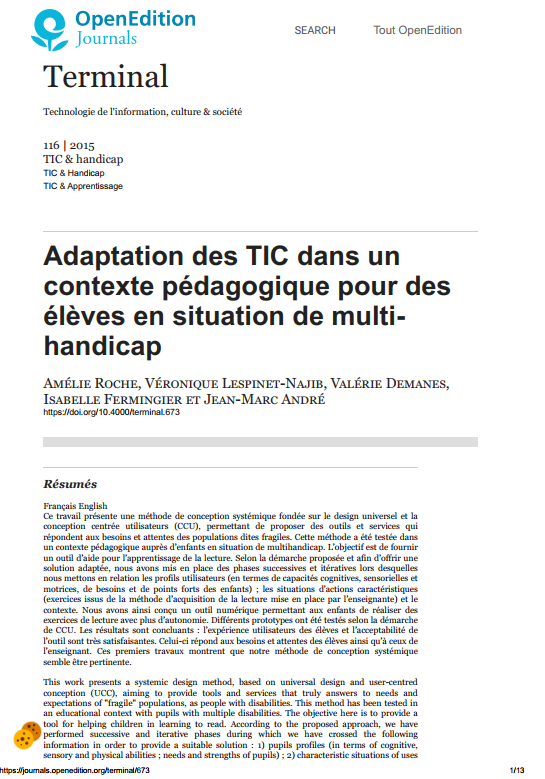 OpenEdition
Journals
SEARCH Tout OpenEdition
Terminal
Technologie de l'information, culture & société
116 | 2015
TIC & handicap
TIC & Handicap
TIC & Apprentissage
Adaptation des TIC dans un
contexte pédagogique pour des
élèves en situation de multi-
handicap
Amélie Roche, Véronique Lespinet-Najib, Valérie Demanes,
Isabelle Fermingier et Jean-Marc André
https://doi.org/10.4000/terminal.673
Résumés
Français English
Ce travail présente une méthode de conception systémique fondée sur le design universel et la
conception centrée utilisateurs (CCU), permettant de proposer des outils et services qui
répondent aux besoins et attentes des populations dites fragiles. Cette méthode a été testée dans
un contexte pédagogique auprès d'enfants en situation de multihandicap. L'objectif est de fournir
un outil d'aide pour l'apprentissage de la lecture. Selon la démarche proposée et afin d'offrir une
solution adaptée, nous avons mis en place des phases successives et itératives lors desquelles
nous mettons en relation les profils utilisateurs (en termes de capacités cognitives, sensorielles et
motrices, de besoins et de points forts des enfants) ; les situations d'actions caractéristiques
(exercices issus de la méthode d'acquisition de la lecture mise en place par l'enseignante) et le
contexte. Nous avons ainsi conçu un outil numérique permettant aux enfants de réaliser des
exercices de lecture avec plus d'autonomie. Différents prototypes ont été testés selon la démarche
de CCU. Les résultats sont concluants : l'expérience utilisateurs des élèves et l'acceptabilité de
l'outil sont très satisfaisantes. Celui-ci répond aux besoins et attentes des élèves ainsi qu'à ceux de
l'enseignant. Ces premiers travaux montrent que notre méthode de conception systémique
semble être pertinente.
This work presents a systemic design method, based on universal design and user-centred
conception (UCC), aiming to provide tools and services that truly answers to needs and
expectations of "fragile" populations, as people with disabilities. This method has been tested in
an educational context with pupils with multiple disabilities. The objective here is to provide a
tool for helping children in learning to read. According to the proposed approach, we have
performed successive and iterative phases during which we have crossed the following
information in order to provide a suitable solution : 1) pupils profiles (in terms of cognitive,
sensory and physical abilities ; needs and strengths of pupils) ; 2) characteristic situations of uses
https://journals.openedition.org/terminal/673 1/13